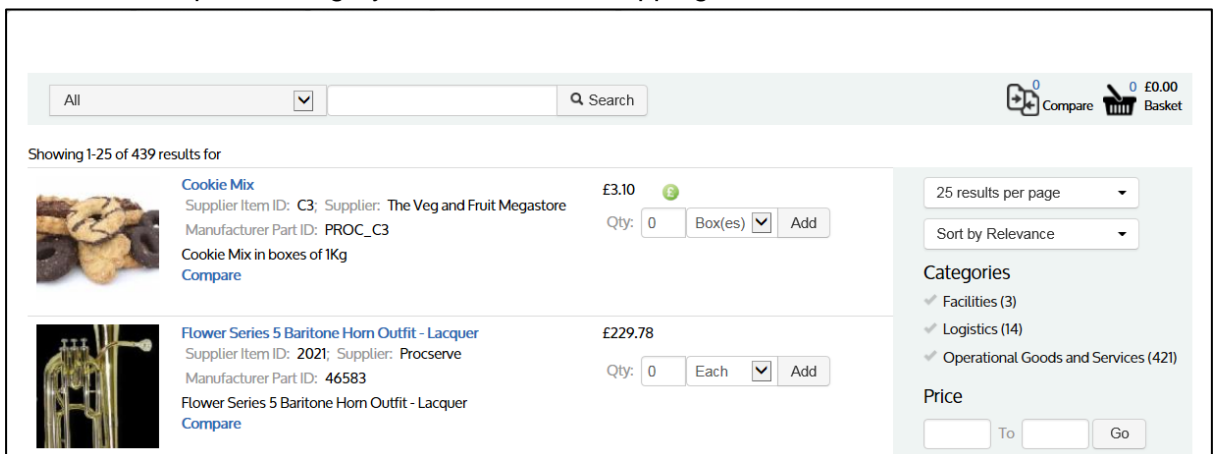 All
Search
0
Compare
0 £0.00
Basket
Showing 1-25 of 439 results for
Cookie Mix
Supplier Item ID: C3; Supplier: The Veg and Fruit Megastore
Manufacturer Part ID: PROC_C3
Cookie Mix in boxes of 1Kg
Compare
£3.10 £
Qty: 0 Box(es) Add
Flower Series 5 Baritone Horn Outfit - Lacquer
Supplier Item ID: 2021; Supplier: Procserve
Manufacturer Part ID: 46583
Flower Series 5 Baritone Horn Outfit - Lacquer
Compare
£229.78
Qty: 0 Each Add
25 results per page
Sort by Relevance
Categories
Facilities (3)
Logistics (14)
Operational Goods and Services (421)
Price
To Go